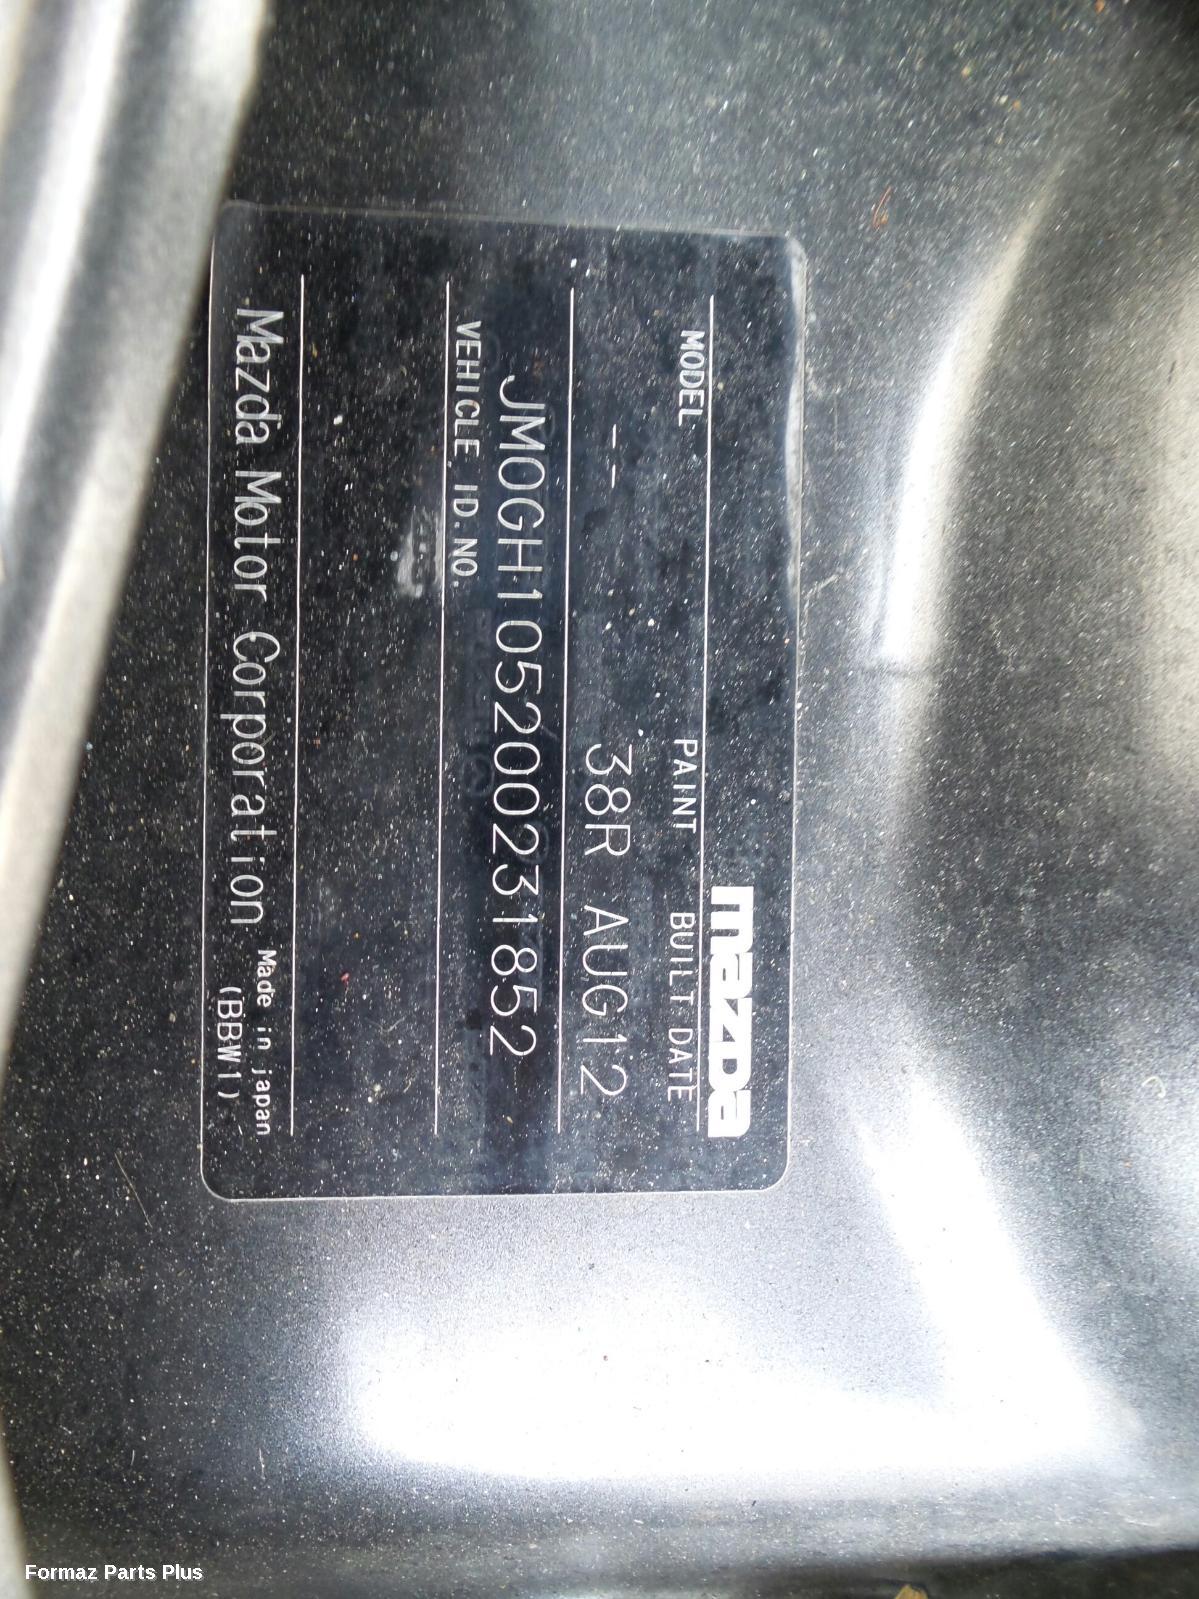 mazda
MODEL PAINT BUILT DATE
-- 38R AUG12
JM0GH105200231852
VEHICLE ID.NO.
Mazda Motor Corporation Made in japan
(BBW1)
Formaz Parts Plus